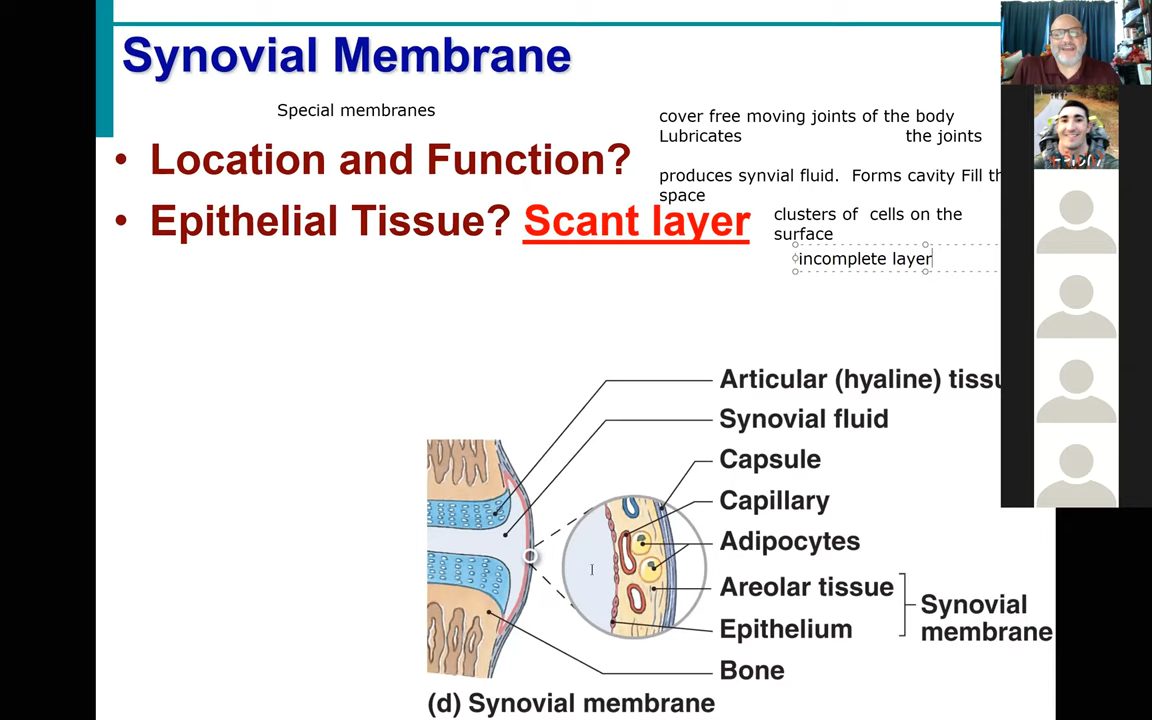 Synovial Membrane
Special membranes
• Location and Function?
cover free moving joints of the body
Lubricates the joints
produces synvial fluid. Forms cavity Fill th
space
• Epithelial Tissue? Scant layer
clusters of cells on the
surface
incomplete layer
Articular (hyaline) tissu
Synovial fluid
Capsule
Capillary
Adipocytes
Areolar tissue
Epithelium
Synovial
membrane
Bone
(d) Synovial membrane